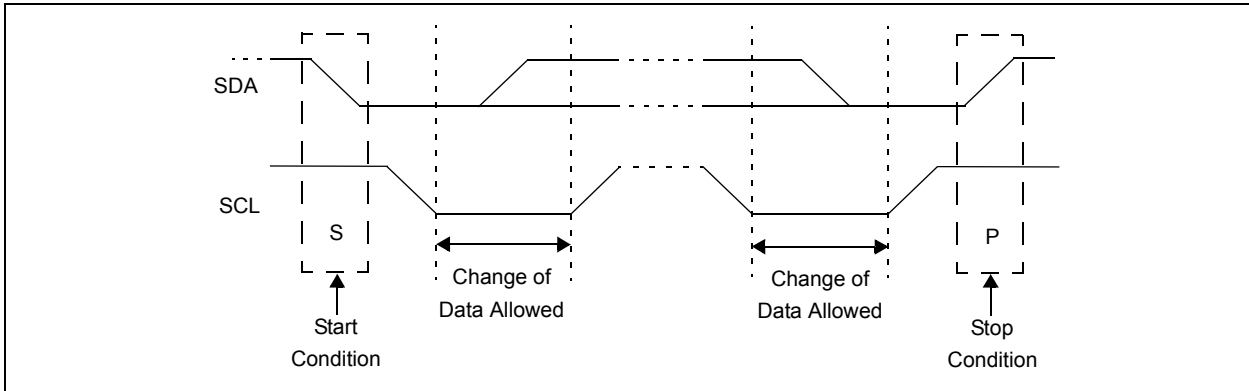 SDA
SCL
S
P
Change of
Data Allowed
Change of
Data Allowed
Start
Condition
Stop
Condition